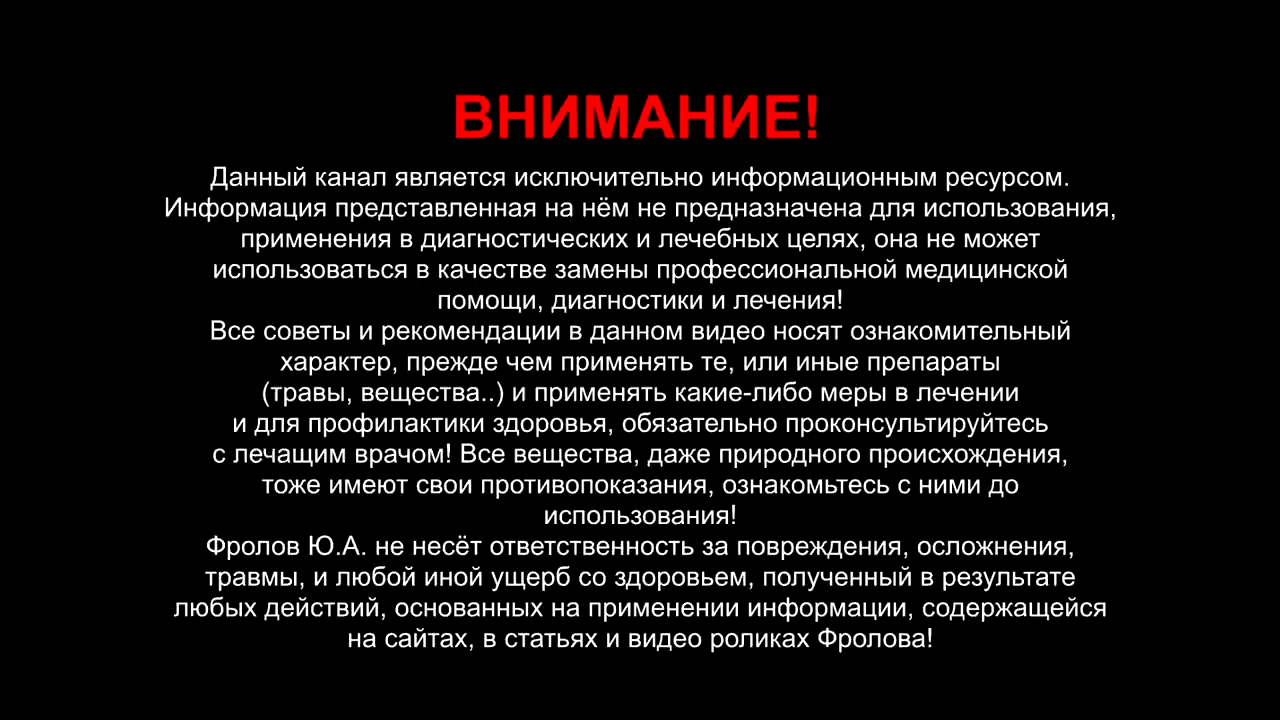 ВНИМАНИЕ!
Данный канал является исключительно информационным ресурсом.
Информация представленная на нём не предназначена для использования,
применения в диагностических и лечебных целях, она не может
использоваться в качестве замены профессиональной медицинской
помощи, диагностики и лечения!
Все советы и рекомендации в данном видео носят ознакомительный
характер, прежде чем применять те, или иные препараты
(травы, вещества..) и применять какие-либо меры в лечении
и для профилактики здоровья, обязательно проконсультируйтесь
с лечащим врачом! Все вещества, даже природного происхождения,
тоже имеют свои противопоказания, ознакомьтесь с ними до
использования!
Фролов Ю.А. не несёт ответственность за повреждения, осложнения,
травмы, и любой иной ущерб со здоровьем, полученный в результате
любых действий, основанных на применении информации, содержащейся
на сайтах, в статьях и видео роликах Фролова!